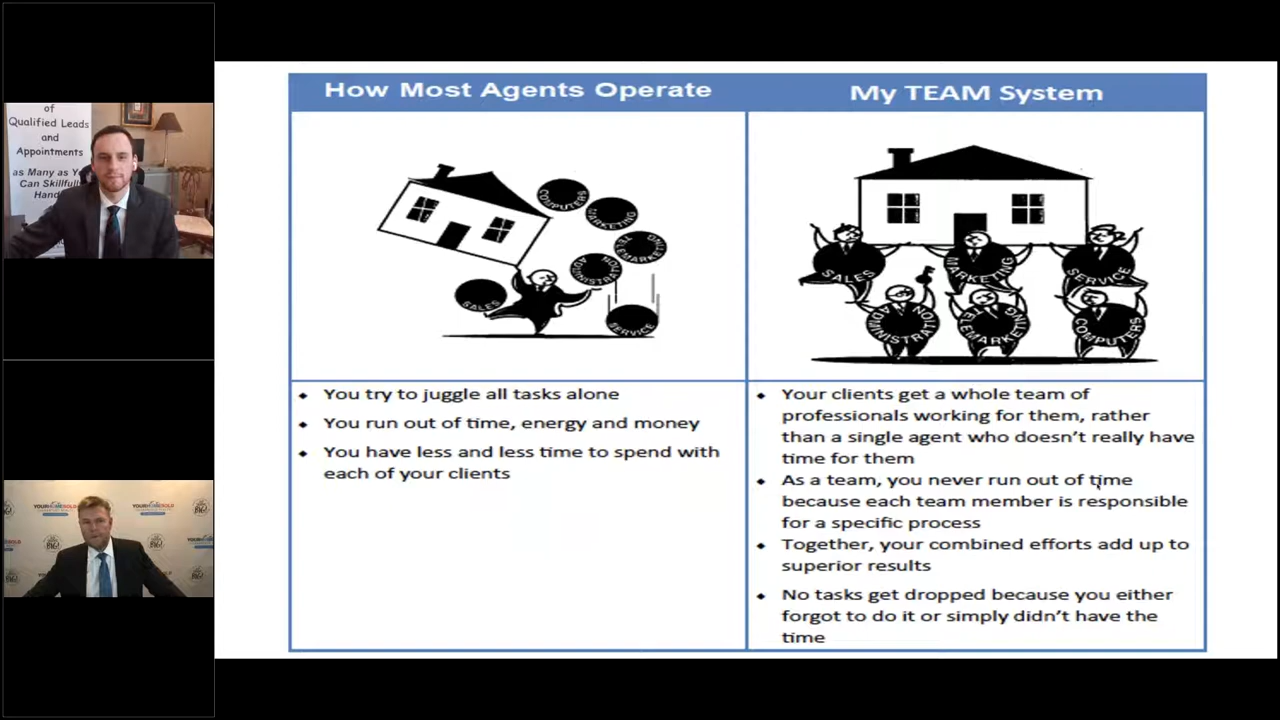 of
Qualified Leads
and
Appointments
as Many as
Can Skillfully
YOURHOMESOLD
YOURHOMESOLD
How Most Agents Operate
My TEAM System
COMPUTERS
MARKETING
TELEMARKETING
ADMINISTRATION
SALES
SERVICE
SALES
MARKETING
SERVICE
ADMINISTRATION
TELEMARKETING
COMPUTERS
You try to juggle all tasks alone
You run out of time, energy and money
You have less and less time to spend with
each of your clients
Your clients get a whole team of
professionals working for them, rather
than a single agent who doesn't really have
time for them
As a team, you never run out of time
because each team member is responsible
for a specific process
Together, your combined efforts add up to
superior results
No tasks get dropped because you either
forgot to do it or simply didn't have the
time